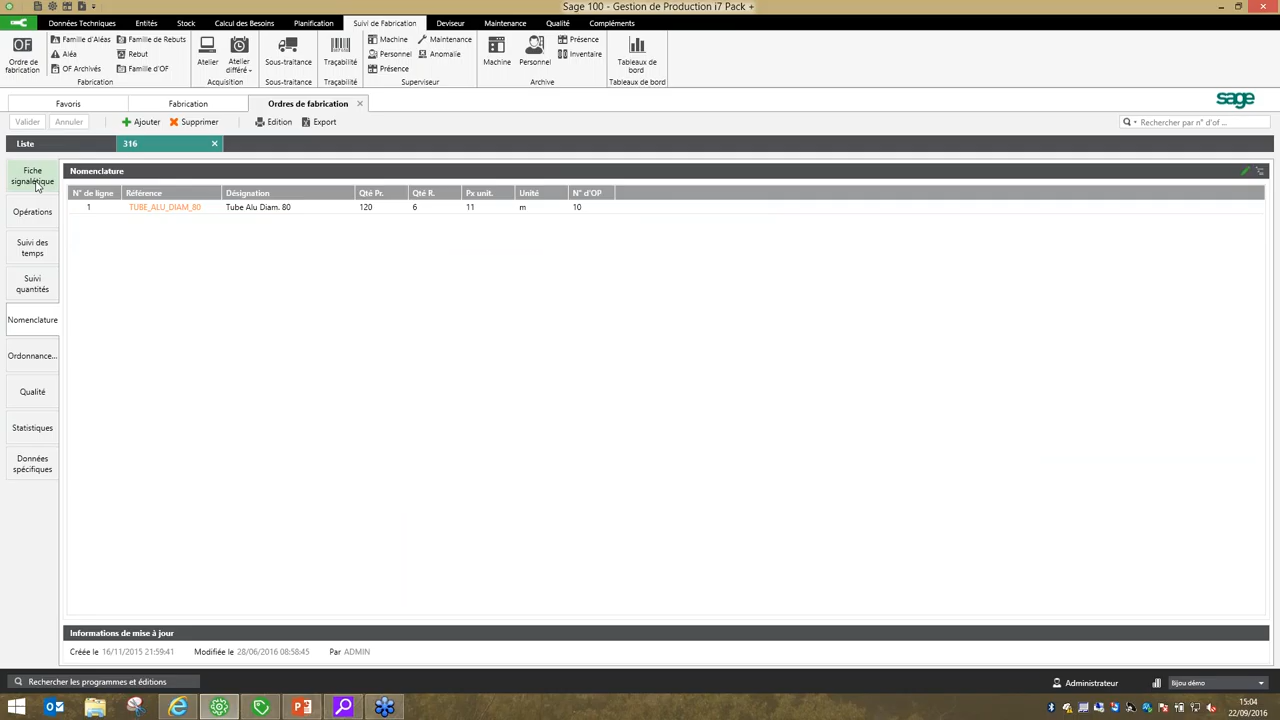 Sage 100 - Gestion de Production i7 Pack +
Données Techniques Entités Stock Calcul des Besoins Planification Suivi de Fabrication Deviseur Maintenance Qualité Compléments
OF
Ordre de fabrication
Famille d'Aléas
Famille de Rebuts
Aléa
Rebut
OF Archivés
Famille d'OF
Fabrication
Atelier
Atelier différé
Acquisition
Sous-traitance
Sous-traitance
Traçabilité
Traçabilité
Machine
Maintenance
Personnel
Anomalie
Présence
Superviseur
Machine
Personnel
Présence
Inventaire
Archive
Tableaux de bord
Tableaux de bord
Favoris Fabrication Ordres de fabrication
sage
Valider Annuler Ajouter Supprimer Edition Export Rechercher par n° d'of ...
Liste 316
Fiche signalétique
Opérations
Suivi des temps
Suivi quantités
Nomenclature
Ordonnance...
Qualité
Statistiques
Données spécifiques
Nomenclature
N° de ligne Référence Désignation Qté Pr. Qté R. Px unit. Unité N° d'OP
1 TUBE_ALU_DIAM_80 Tube Alu Diam. 80 120 6 11 m 10
Informations de mise à jour
Créée le 16/11/2015 21:59:41 Modifiée le 28/06/2016 08:58:45 Par ADMIN
Rechercher les programmes et éditions
Administrateur Bijou démo
15:04
22/09/2016